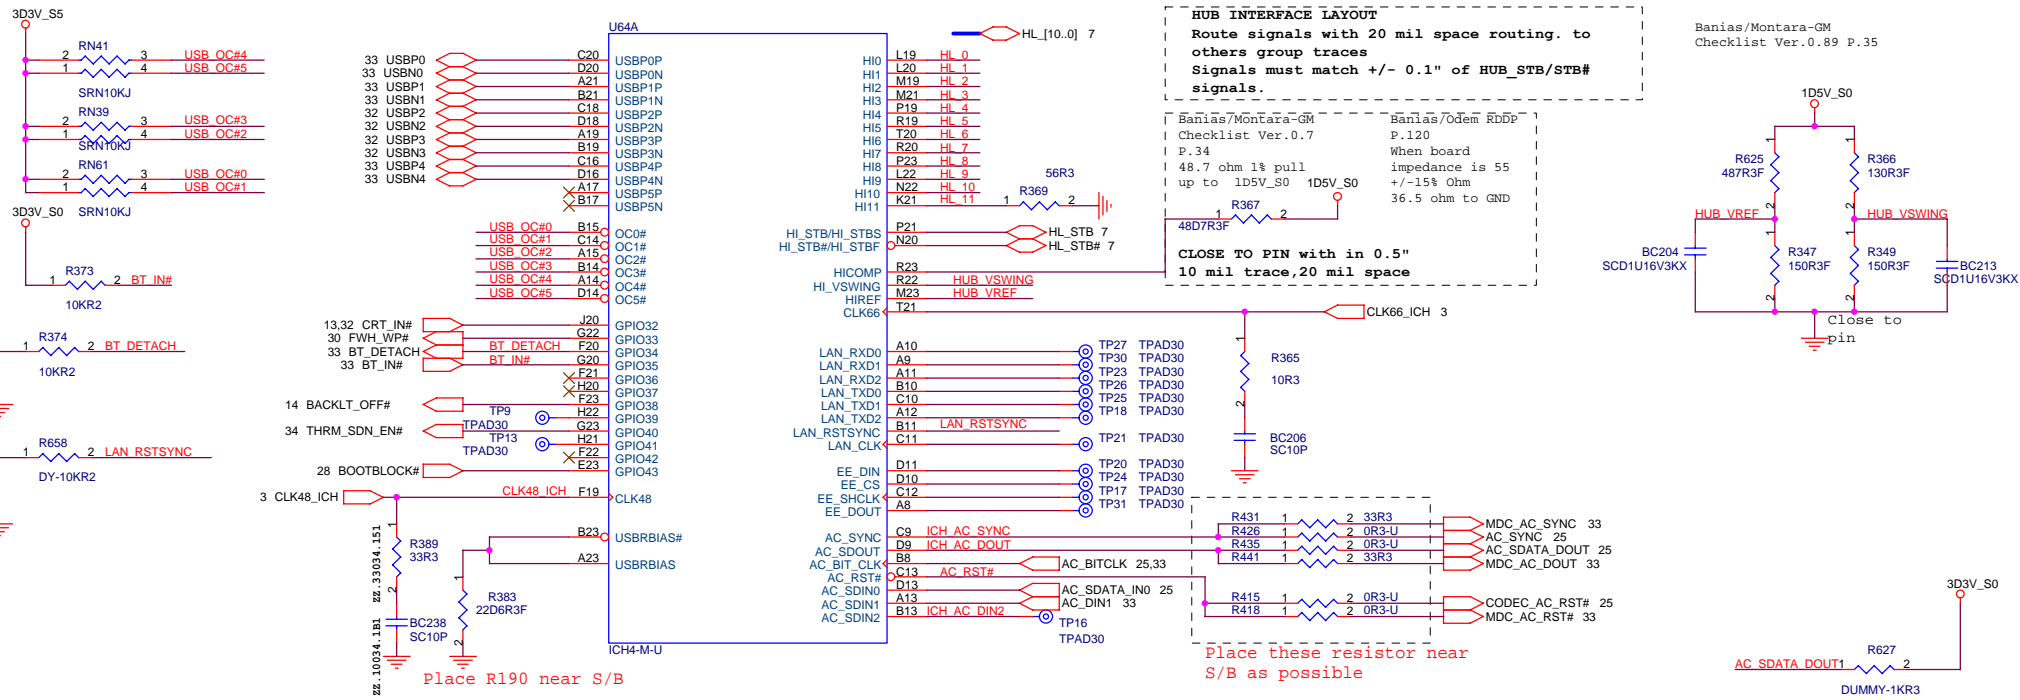 3D3V_S5
RN41
2 3 USB_OC#4
1 4 USB_OC#5
SRN10KJ
RN39
2 3 USB_OC#3
1 4 USB_OC#2
SRN10KJ
RN61
2 3 USB_OC#0
1 4 USB_OC#1
3D3V_S0 SRN10KJ
R373
1 2 BT_IN#
10KR2
R374
1 2 BT_DETACH
10KR2
R658
1 2 LAN_RSTSYNC
DY-10KR2
U64A
33 USBP0 C20 USBP0P
33 USBN0 D20 USBP0N
33 USBP1 A21 USBP1P
33 USBN1 B21 USBP1N
32 USBP2 C18 USBP2P
32 USBN2 D18 USBP2N
32 USBP3 A19 USBP3P
32 USBN3 B19 USBP3N
33 USBP4 C16 USBP4P
33 USBN4 D16 USBP4N
A17 USBP5P
B17 USBP5N
USB_OC#0 B15 OC0#
USB_OC#1 C14 OC1#
USB_OC#2 A15 OC2#
USB_OC#3 B14 OC3#
USB_OC#4 A14 OC4#
USB_OC#5 D14 OC5#
13,32 CRT_IN# J20 GPIO32
30 FWH_WP# G22 GPIO33
33 BT_DETACH BT_DETACH F20 GPIO34
33 BT_IN# BT_IN# G20 GPIO35
F21 GPIO36
H20 GPIO37
14 BACKLT_OFF# F23 GPIO38
TP9 TPAD30 H22 GPIO39
34 THRM_SDN_EN# G23 GPIO40
TP13 TPAD30 H21 GPIO41
F22 GPIO42
28 BOOTBLOCK# E23 GPIO43
3 CLK48_ICH CLK48_ICH F19 CLK48
B23 USBRBIAS#
A23 USBRBIAS
ZZ.33034.151
1 R389
33R3
2
ZZ.10034.1B1
BC238
SC10P
1 R383
22D6R3F
2
ICH4-M-U
Place R190 near S/B
HL_[10..0] 7
HI0 L19 HL_0
HI1 L20 HL_1
HI2 M19 HL_2
HI3 M21 HL_3
HI4 P19 HL_4
HI5 R19 HL_5
HI6 T20 HL_6
HI7 R20 HL_7
HI8 P23 HL_8
HI9 L22 HL_9
HI10 N22 HL_10
HI11 K21 HL_11
56R3
R369
1 2
HI_STB/HI_STBS P21 HL_STB 7
HI_STB#/HI_STBF N20 HL_STB# 7
HICOMP R23
HI_VSWING R22 HUB_VSWING
HIREF M23 HUB_VREF
CLK66 T21 CLK66_ICH 3
1 R365
10R3
2
BC206
SC10P
LAN_RXD0 A10 TP27 TPAD30
LAN_RXD1 A9 TP30 TPAD30
LAN_RXD2 A11 TP23 TPAD30
LAN_TXD0 B10 TP26 TPAD30
LAN_TXD1 C10 TP25 TPAD30
LAN_TXD2 A12 TP18 TPAD30
LAN_RSTSYNC B11 LAN_RSTSYNC
LAN_CLK C11 TP21 TPAD30
EE_DIN D11 TP20 TPAD30
EE_CS D10 TP24 TPAD30
EE_SHCLK C12 TP17 TPAD30
EE_DOUT A8 TP31 TPAD30
AC_SYNC C9 ICH_AC_SYNC
AC_SDOUT D9 ICH_AC_DOUT
AC_BIT_CLK B8 AC_BITCLK 25,33
AC_RST# C13 AC_RST#
AC_SDIN0 D13 AC_SDATA_IN0 25
AC_SDIN1 A13 AC_DIN1 33
AC_SDIN2 B13 ICH_AC_DIN2 TP16
TPAD30
R431 1 2 33R3 MDC_AC_SYNC 33
R426 1 2 0R3-U AC_SYNC 25
R435 1 2 0R3-U AC_SDATA_DOUT 25
R441 1 2 33R3 MDC_AC_DOUT 33
R415 1 2 0R3-U CODEC_AC_RST# 25
R418 1 2 0R3-U MDC_AC_RST# 33
Place these resistor near
S/B as possible
HUB INTERFACE LAYOUT
Route signals with 20 mil space routing. to
others group traces
Signals must match +/- 0.1" of HUB_STB/STB#
signals.
Banias/Montara-GM
Checklist Ver.0.7
P.34
48.7 ohm 1% pull
up to 1D5V_S0
Banias/Odem RDDP
P.120
When board
impedance is 55
+/-15% Ohm
36.5 ohm to GND
1D5V_S0
R367
1 2
48D7R3F
CLOSE TO PIN with in 0.5"
10 mil trace,20 mil space
Banias/Montara-GM
Checklist Ver.0.89 P.35
1D5V_S0
R625
487R3F
1 2
R366
130R3F
1 2
HUB_VREF
HUB_VSWING
BC204
SCD1U16V3KX
R347
150R3F
1 2
R349
150R3F
1 2
BC213
SCD1U16V3KX
Close to
pin
3D3V_S0
R627
AC_SDATA_DOUT 1 2
DUMMY-1KR3